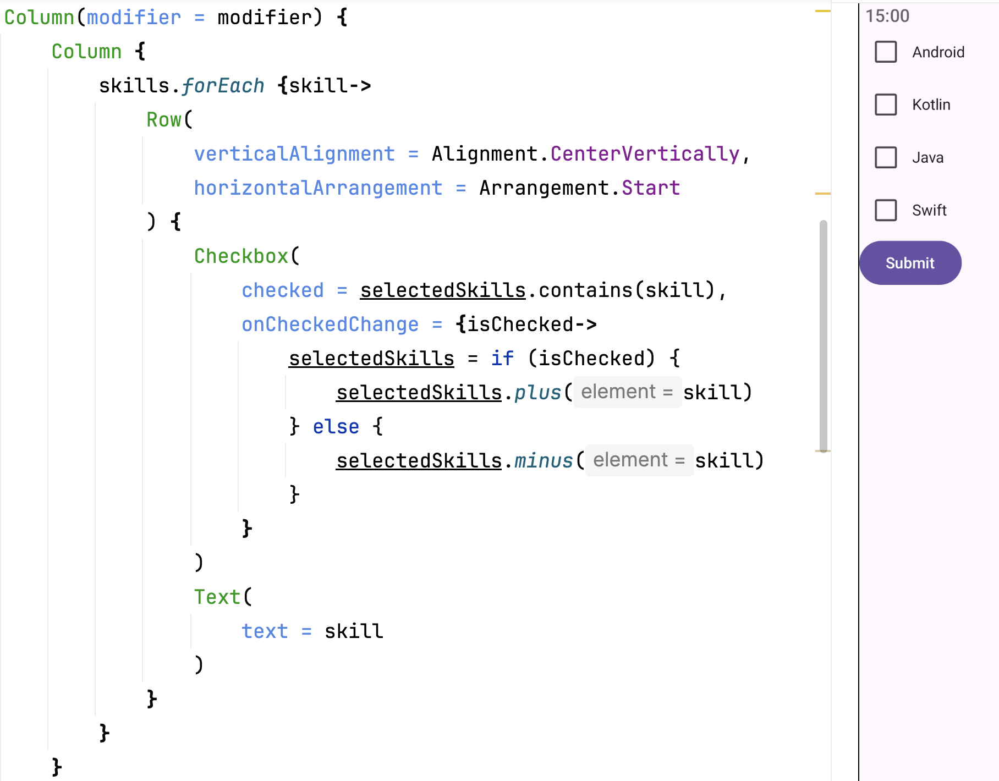 Column(modifier = modifier) {
    Column {
        skills.forEach {skill->
            Row(
                verticalAlignment = Alignment.CenterVertically,
                horizontalArrangement = Arrangement.Start
            ) {
                Checkbox(
                    checked = selectedSkills.contains(skill),
                    onCheckedChange = {isChecked->
                        selectedSkills = if (isChecked) {
                            selectedSkills.plus( element = skill)
                        } else {
                            selectedSkills.minus( element = skill)
                        }
                    }
                )
                Text(
                    text = skill
                )
            }
        }
    }
15:00
Android
Kotlin
Java
Swift
Submit